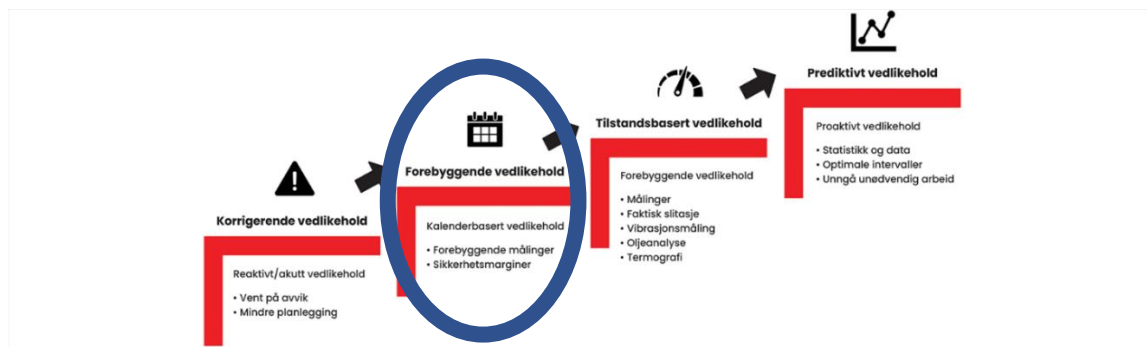 Korrigerende vedlikehold
Reaktivt/akutt vedlikehold
• Vent på avvik
• Mindre planlegging
Forebyggende vedlikehold
Kalenderbasert vedlikehold
• Forebyggende målinger
• Sikkerhetsmarginer
Tilstandsbasert vedlikehold
Forebyggende vedlikehold
• Målinger
• Faktisk slitasje
• Vibrasjonsmåling
• Oljeanalyse
• Termografi
Prediktivt vedlikehold
Proaktivt vedlikehold
• Statistikk og data
• Optimale intervaller
• Unngå unødvendig arbeid